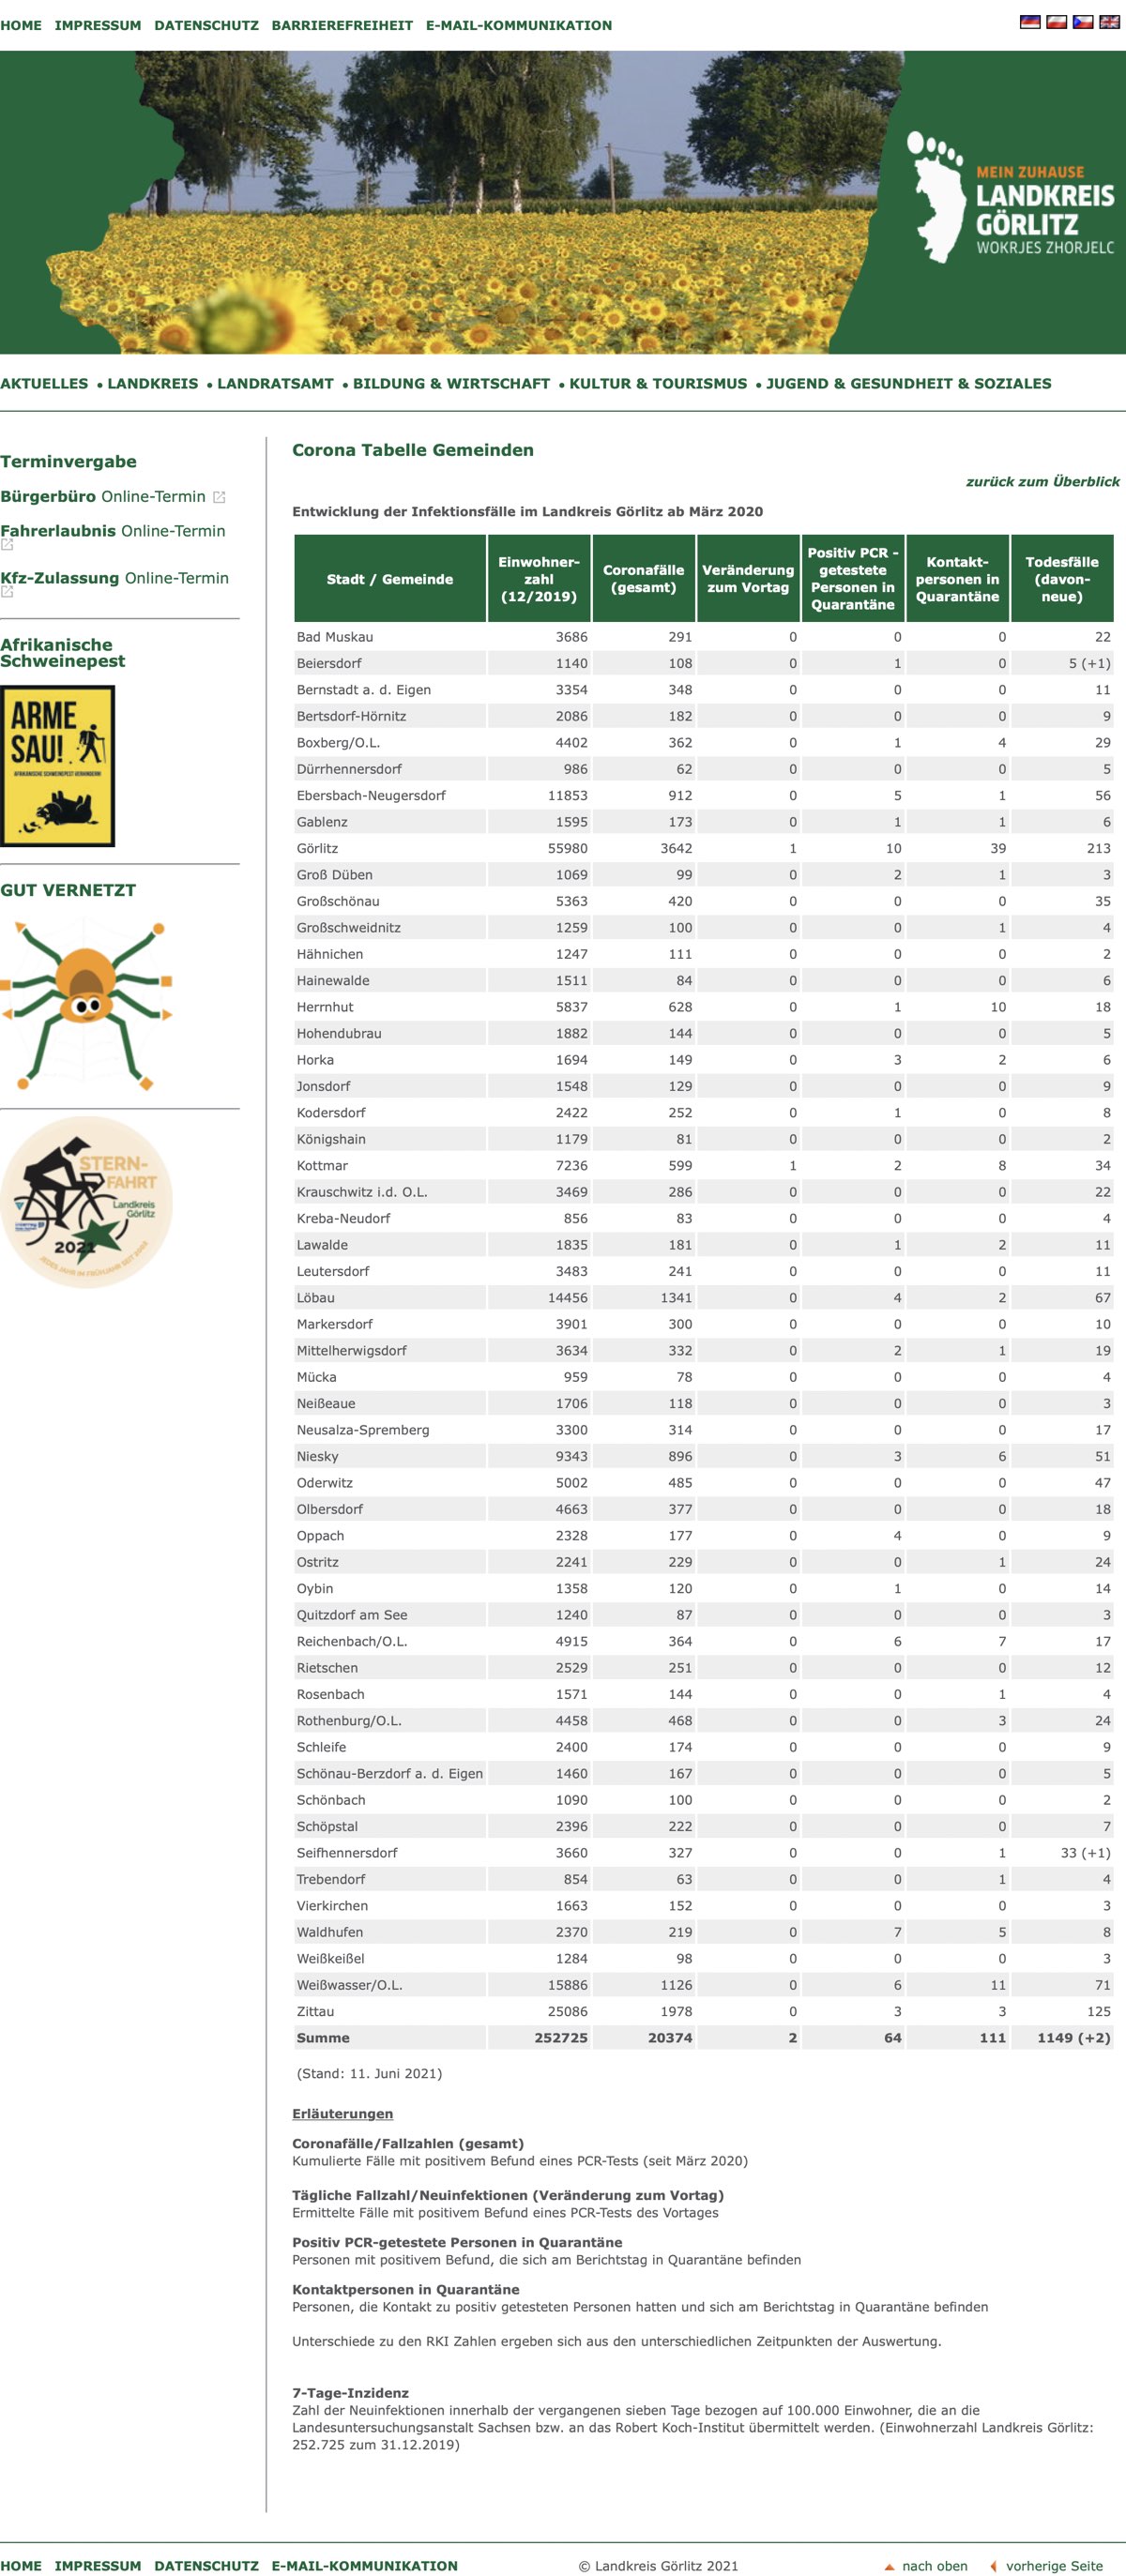 HOME IMPRESSUM DATENSCHUTZ BARRIEREFREIHEIT E-MAIL-KOMMUNIKATION
MEIN ZUHAUSE
LANDKREIS
GÖRLITZ
WOKRJES ZHORJELC
AKTUELLES • LANDKREIS • LANDRATSAMT • BILDUNG & WIRTSCHAFT • KULTUR & TOURISMUS • JUGEND & GESUNDHEIT & SOZIALES
Terminvergabe
Bürgerbüro Online-Termin
Fahrerlaubnis Online-Termin
Kfz-Zulassung Online-Termin
Afrikanische
Schweinepest
ARME
SAU!
AFRIKANISCHE SCHWEINEPEST VERHINDERN!
GUT VERNETZT
STERN-
FAHRT
Landkreis
Görlitz
2021
JEDES JAHR IM FRÜHJAHR SEIT
Corona Tabelle Gemeinden
zurück zum Überblick
Entwicklung der Infektionsfälle im Landkreis Görlitz ab März 2020
Stadt / Gemeinde Einwohner-zahl (12/2019) Coronafälle (gesamt) Veränderung zum Vortag Positiv PCR - getestete Personen in Quarantäne Kontakt-personen in Quarantäne Todesfälle (davon-neue)
Bad Muskau 3686 291 0 0 0 22
Beiersdorf 1140 108 0 1 0 5 (+1)
Bernstadt a. d. Eigen 3354 348 0 0 0 11
Bertsdorf-Hörnitz 2086 182 0 0 0 9
Boxberg/O.L. 4402 362 0 1 4 29
Dürrhennersdorf 986 62 0 0 0 5
Ebersbach-Neugersdorf 11853 912 0 5 1 56
Gablenz 1595 173 0 1 1 6
Görlitz 55980 3642 1 10 39 213
Groß Düben 1069 99 0 2 1 3
Großschönau 5363 420 0 0 0 35
Großschweidnitz 1259 100 0 0 1 4
Hähnichen 1247 111 0 0 0 2
Hainewalde 1511 84 0 0 0 6
Herrnhut 5837 628 0 1 10 18
Hohendubrau 1882 144 0 0 0 5
Horka 1694 149 0 3 2 6
Jonsdorf 1548 129 0 0 0 9
Kodersdorf 2422 252 0 1 0 8
Königshain 1179 81 0 0 0 2
Kottmar 7236 599 1 2 8 34
Krauschwitz i.d. O.L. 3469 286 0 0 0 22
Kreba-Neudorf 856 83 0 0 0 4
Lawalde 1835 181 0 1 2 11
Leutersdorf 3483 241 0 0 0 11
Löbau 14456 1341 0 4 2 67
Markersdorf 3901 300 0 0 0 10
Mittelherwigsdorf 3634 332 0 2 1 19
Mücka 959 78 0 0 0 4
Neißeaue 1706 118 0 0 0 3
Neusalza-Spremberg 3300 314 0 0 0 17
Niesky 9343 896 0 3 6 51
Oderwitz 5002 485 0 0 0 47
Olbersdorf 4663 377 0 0 0 18
Oppach 2328 177 0 4 0 9
Ostritz 2241 229 0 0 1 24
Oybin 1358 120 0 1 0 14
Quitzdorf am See 1240 87 0 0 0 3
Reichenbach/O.L. 4915 364 0 6 7 17
Rietschen 2529 251 0 0 0 12
Rosenbach 1571 144 0 0 1 4
Rothenburg/O.L. 4458 468 0 0 3 24
Schleife 2400 174 0 0 0 9
Schönau-Berzdorf a. d. Eigen 1460 167 0 0 0 5
Schönbach 1090 100 0 0 0 2
Schöpstal 2396 222 0 0 0 7
Seifhennersdorf 3660 327 0 0 1 33 (+1)
Trebendorf 854 63 0 0 1 4
Vierkirchen 1663 152 0 0 0 3
Waldhufen 2370 219 0 7 5 8
Weißkeißel 1284 98 0 0 0 3
Weißwasser/O.L. 15886 1126 0 6 11 71
Zittau 25086 1978 0 3 3 125
Summe 252725 20374 2 64 111 1149 (+2)
(Stand: 11. Juni 2021)
Erläuterungen
Coronafälle/Fallzahlen (gesamt)
Kumulierte Fälle mit positivem Befund eines PCR-Tests (seit März 2020)
Tägliche Fallzahl/Neuinfektionen (Veränderung zum Vortag)
Ermittelte Fälle mit positivem Befund eines PCR-Tests des Vortages
Positiv PCR-getestete Personen in Quarantäne
Personen mit positivem Befund, die sich am Berichtstag in Quarantäne befinden
Kontaktpersonen in Quarantäne
Personen, die Kontakt zu positiv getesteten Personen hatten und sich am Berichtstag in Quarantäne befinden
Unterschiede zu den RKI Zahlen ergeben sich aus den unterschiedlichen Zeitpunkten der Auswertung.
7-Tage-Inzidenz
Zahl der Neuinfektionen innerhalb der vergangenen sieben Tage bezogen auf 100.000 Einwohner, die an die
Landesuntersuchungsanstalt Sachsen bzw. an das Robert Koch-Institut übermittelt werden. (Einwohnerzahl Landkreis Görlitz:
252.725 zum 31.12.2019)
HOME IMPRESSUM DATENSCHUTZ E-MAIL-KOMMUNIKATION © Landkreis Görlitz 2021 nach oben vorherige Seite